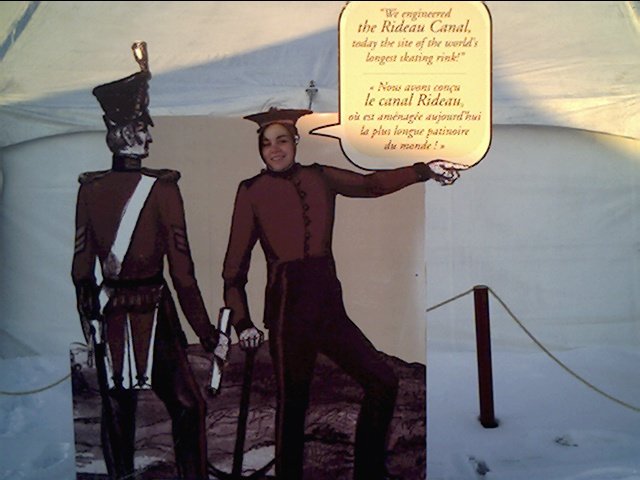 "We engineered
the Rideau Canal,
today the site of the world's
longest skating rink!"
« Nous avons conçu
le canal Rideau,
où est aménagée aujourd'hui
la plus longue patinoire
du monde ! »